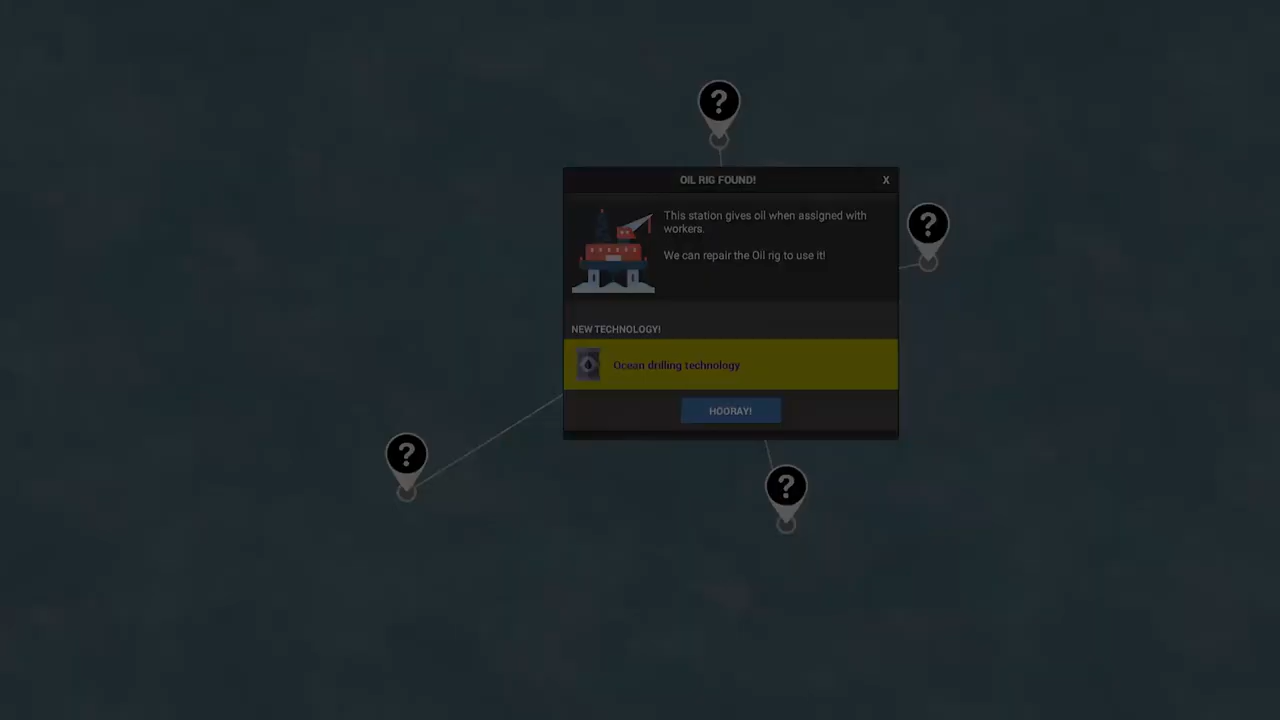 ?
OIL RIG FOUND!
X
This station gives oil when assigned with
workers.
We can repair the Oil rig to use it!
?
NEW TECHNOLOGY!
Ocean drilling technology
HOORAY!
?
?